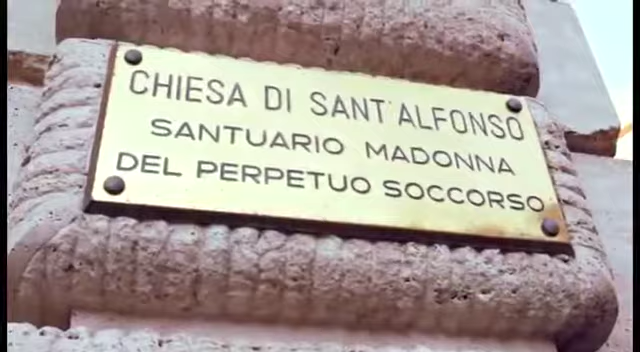 CHIESA DI SANT'ALFONSO
SANTUARIO MADONNA
DEL PERPETUO SOCCORSO